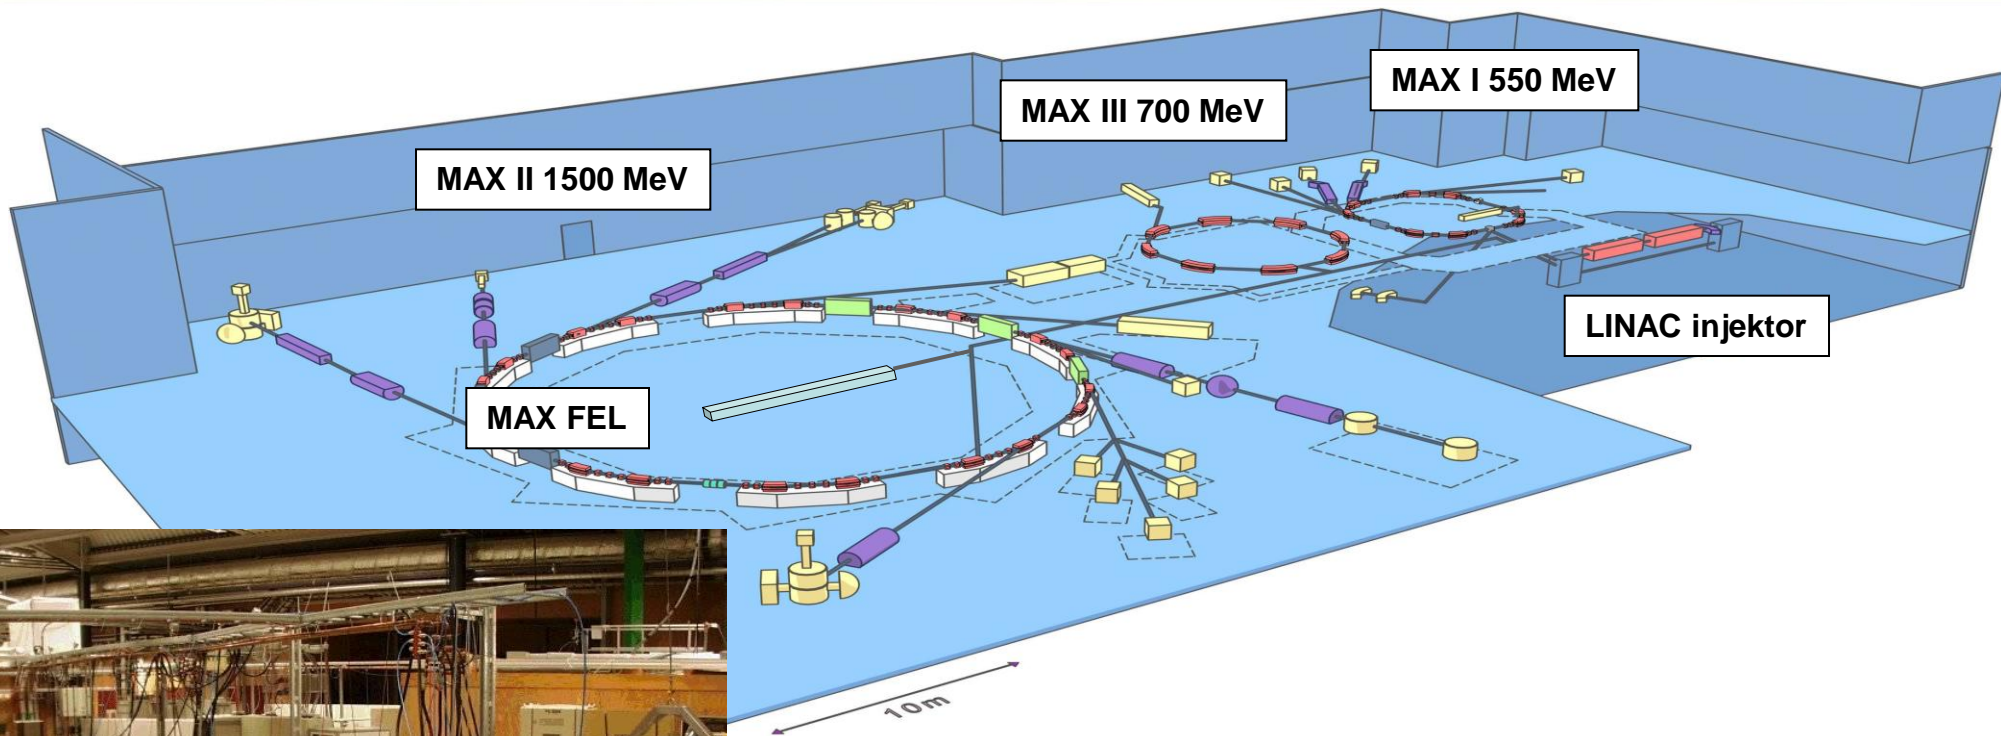 MAX I 550 MeV
MAX III 700 MeV
MAX II 1500 MeV
LINAC injektor
MAX FEL
10m